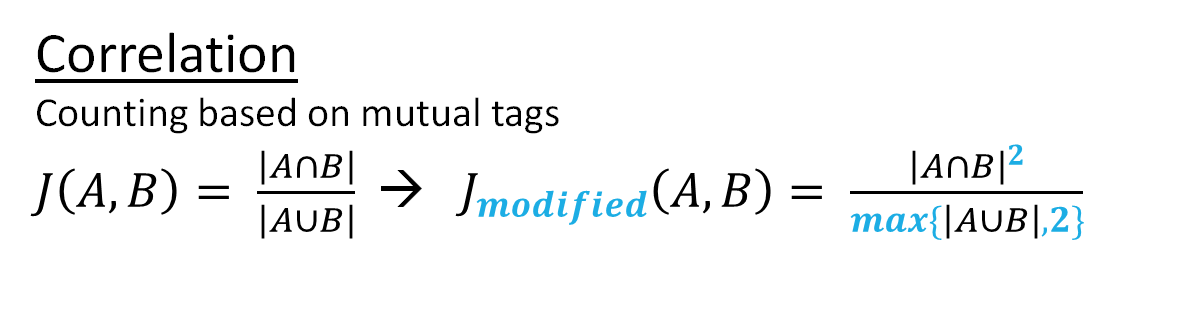 Correlation
Counting based on mutual tags
J(A, B) = |A∩B| / |A∪B| → J_modified(A, B) = |A∩B|² / max{|A∪B|,2}